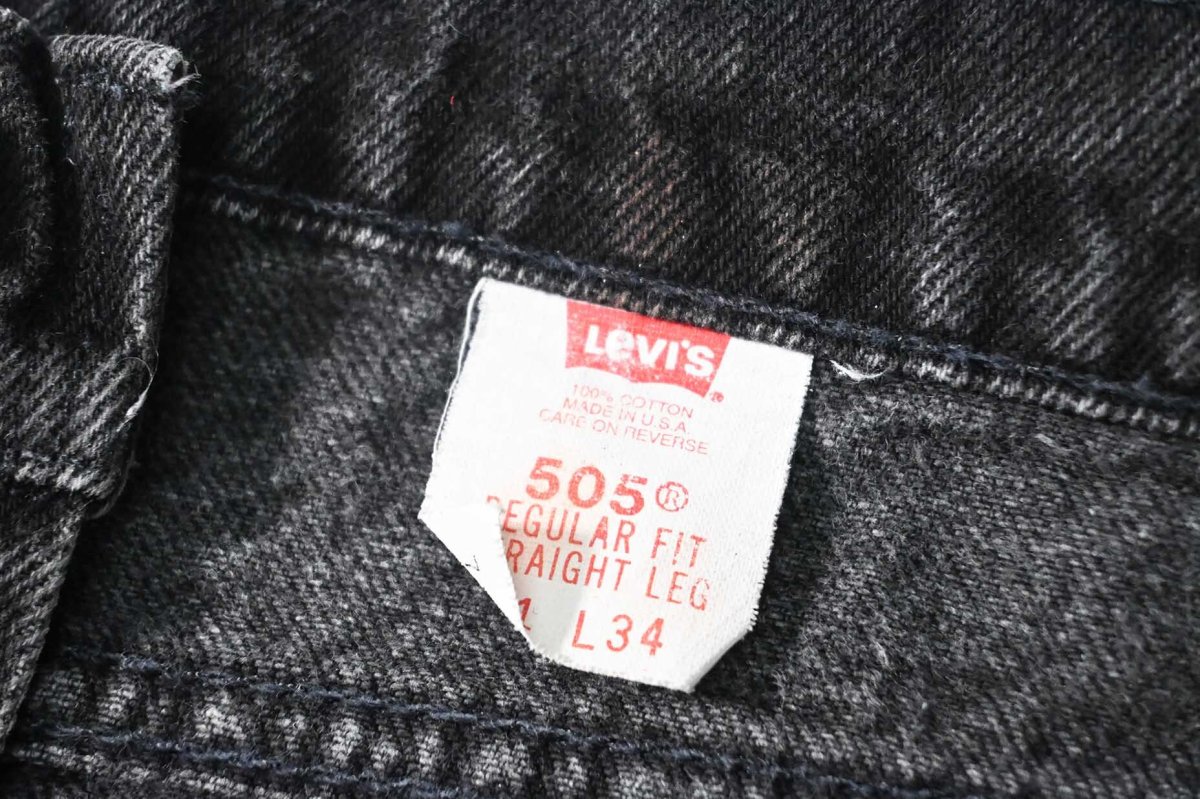 LEVI'S®
100% COTTON
MADE IN U.S.A.
CARE ON REVERSE
505®
EGULAR FIT
RAIGHT LEG
L34